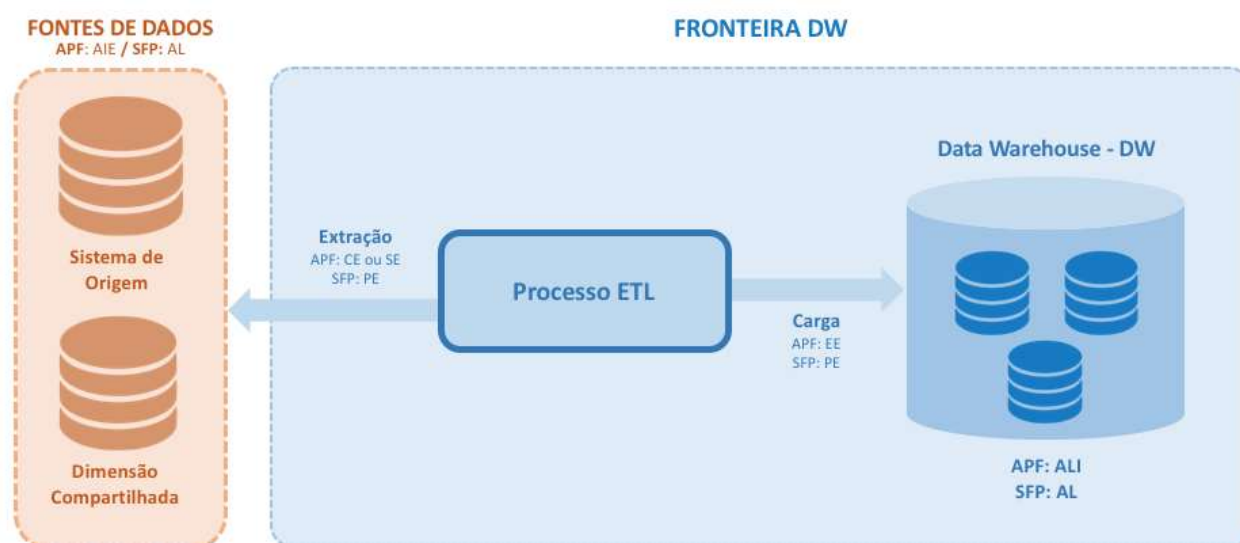 FONTES DE DADOS
APF: AIE / SFP: AL
Sistema de
Origem
Dimensão
Compartilhada
FRONTEIRA DW
Extração
APF: CE ou SE
SFP: PE
Processo ETL
Carga
APF: EE
SFP: PE
Data Warehouse - DW
APF: ALI
SFP: AL